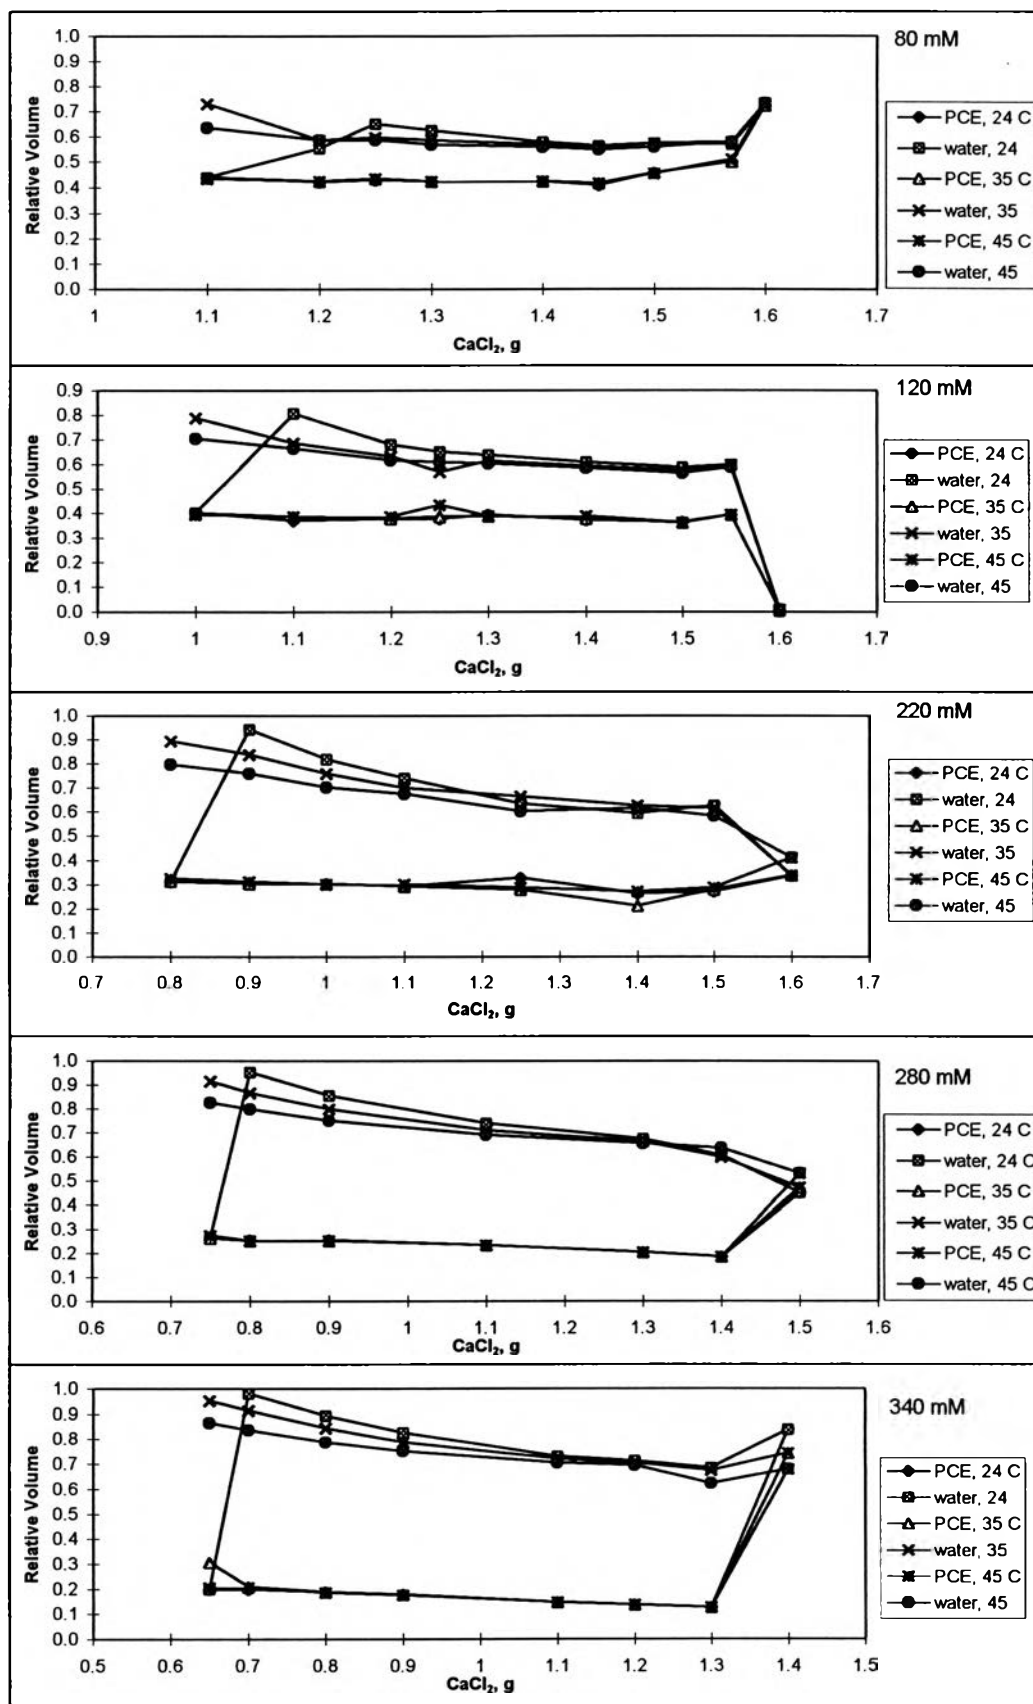 80 mM
Relative Volume
1.0
0.9
0.8
0.7
0.6
0.5
0.4
0.3
0.2
0.1
0.0
1 1.1 1.2 1.3 1.4 1.5 1.6 1.7
CaCl₂, g
PCE, 24 C
water, 24
PCE, 35 C
water, 35
PCE, 45 C
water, 45
120 mM
Relative Volume
0.9
0.8
0.7
0.6
0.5
0.4
0.3
0.2
0.1
0.0
0.9 1 1.1 1.2 1.3 1.4 1.5 1.6 1.7
CaCl₂, g
PCE, 24 C
water, 24
PCE, 35 C
water, 35
PCE, 45 C
water, 45
220 mM
Relative Volume
1.0
0.9
0.8
0.7
0.6
0.5
0.4
0.3
0.2
0.1
0.0
0.7 0.8 0.9 1 1.1 1.2 1.3 1.4 1.5 1.6 1.7
CaCl₂, g
PCE, 24 C
water, 24
PCE, 35 C
water, 35
PCE, 45 C
water, 45
280 mM
Relative Volume
1.0
0.9
0.8
0.7
0.6
0.5
0.4
0.3
0.2
0.1
0.0
0.6 0.7 0.8 0.9 1 1.1 1.2 1.3 1.4 1.5 1.6
CaCl₂, g
PCE, 24 C
water, 24 C
PCE, 35 C
water, 35 C
PCE, 45 C
water, 45 C
340 mM
Relative Volume
1.0
0.9
0.8
0.7
0.6
0.5
0.4
0.3
0.2
0.1
0.0
0.5 0.6 0.7 0.8 0.9 1 1.1 1.2 1.3 1.4 1.5
CaCl₂, g
PCE, 24 C
water, 24
PCE, 35 C
water, 35
PCE, 45 C
water, 45